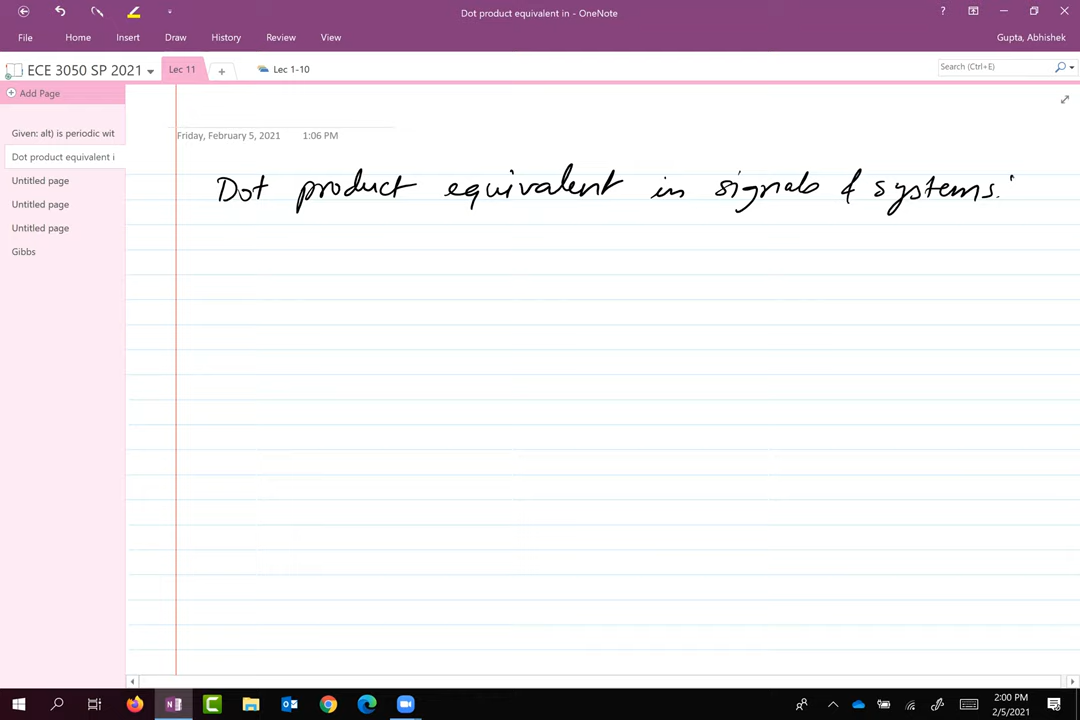 Dot product equivalent in - OneNote
?
File
Home
Insert
Draw
History
Review
View
Gupta, Abhishek
ECE 3050 SP 2021
Lec 11
+
Lec 1-10
Search (Ctrl+E)
Add Page
Given: alt) is periodic wit
Dot product equivalent i
Untitled page
Untitled page
Untitled page
Gibbs
Friday, February 5, 2021
1:06 PM
Dot product equivalent in signals & systems:
2:00 PM
2/5/2021